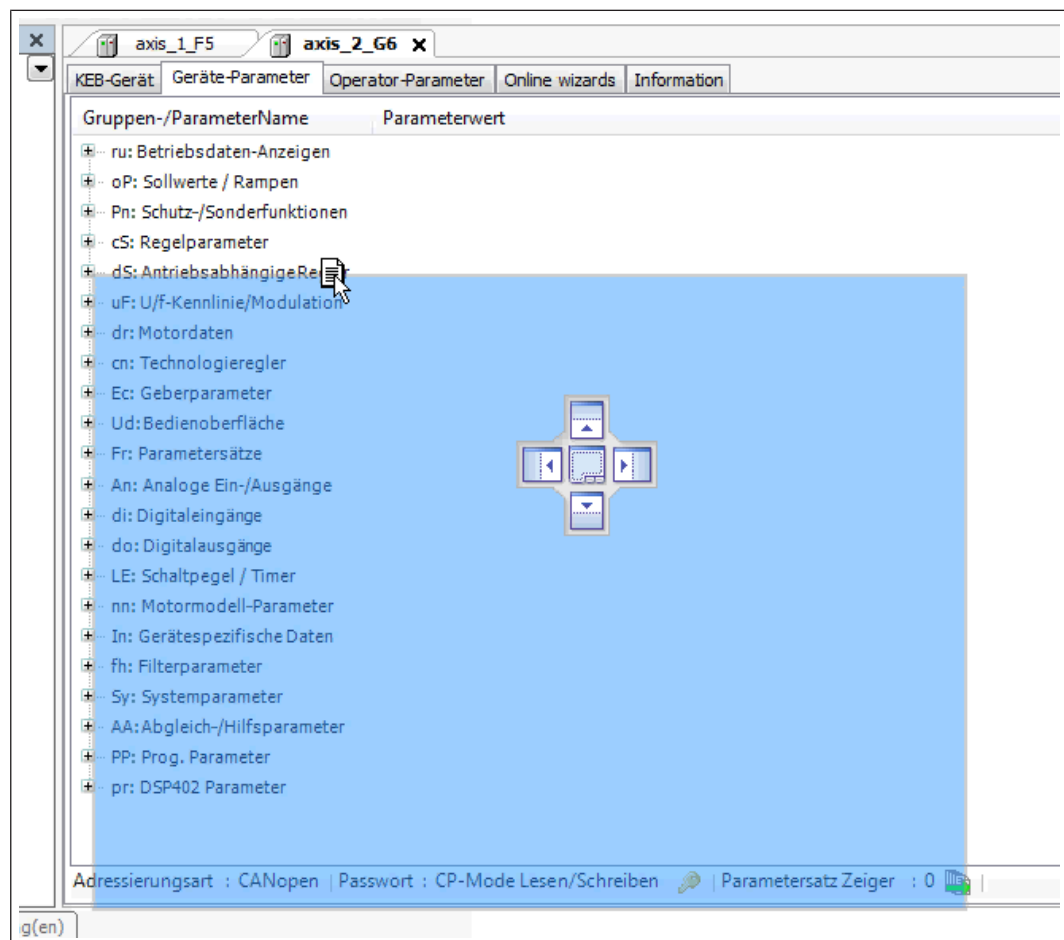 axis_1_F5 axis_2_G6
KEB-Gerät Geräte-Parameter Operator-Parameter Online wizards Information
Gruppen-/ParameterName Parameterwert
ru: Betriebsdaten-Anzeigen
oP: Sollwerte / Rampen
Pn: Schutz-/Sonderfunktionen
cS: Regelparameter
dS: Antriebsabhängige
uF: U/f-Kennlinie/Modulation
dr: Motordaten
cn: Technologieregler
Ec: Geberparameter
Ud: Bedienoberfläche
Fr: Parametersätze
An: Analoge Ein-/Ausgänge
di: Digitaleingänge
do: Digitalausgänge
LE: Schaltpegel / Timer
nn: Motormodell-Parameter
In: Gerätespezifische Daten
fh: Filterparameter
Sy: Systemparameter
AA: Abgleich-/Hilfsparameter
PP: Prog. Parameter
pr: DSP402 Parameter
Adressierungsart : CANopen | Passwort : CP-Mode Lesen/Schreiben | Parametersatz Zeiger : 0 |
g(en)